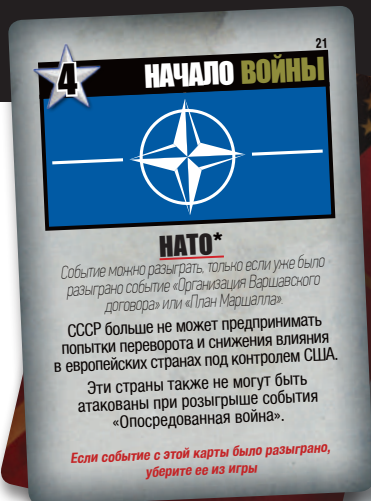 21
4
НАЧАЛО ВОЙНЫ
НАТО*
Событие можно разыграть, только если уже было
разыграно событие «Организация Варшавского
договора» или «План Маршалла».
СССР больше не может предпринимать
попытки переворота и снижения влияния
в европейских странах под контролем США.
Эти страны также не могут быть
атакованы при розыгрыше события
«Опосредованная война».
Если событие с этой карты было разыграно,
уберите ее из игры